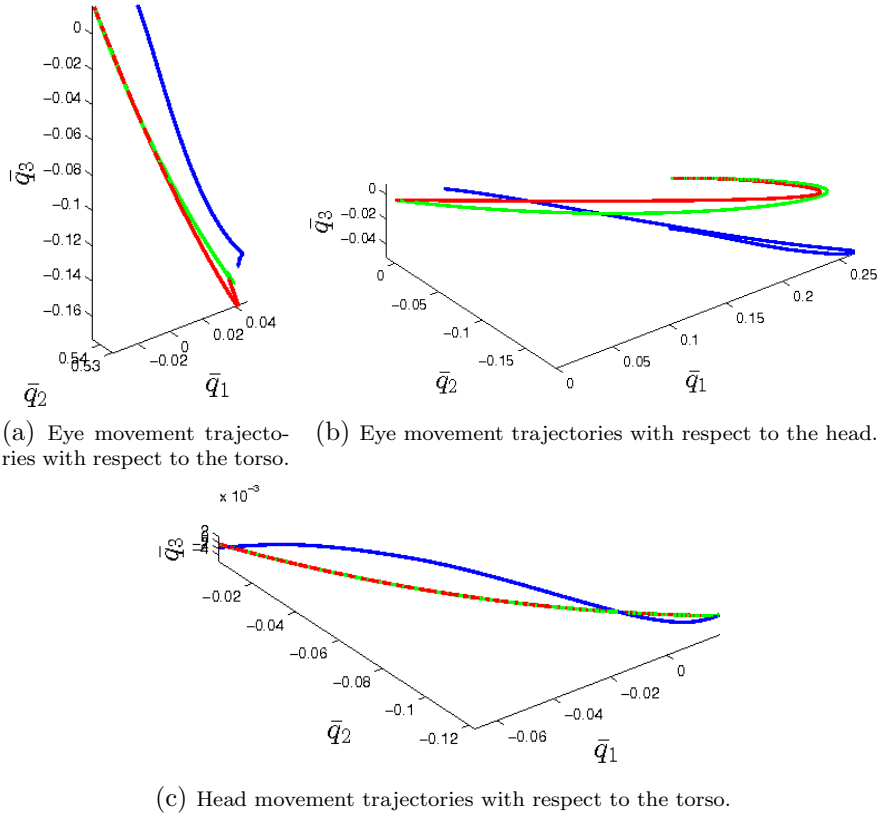 0
−0.02
−0.04
−0.06
−0.08
−0.1
−0.12
−0.14
−0.16
q̄3
0.54
0.53
−0.02
0
0.02
0.04
q̄2
q̄1
0
−0.02
−0.04
q̄3
0
−0.05
−0.1
−0.15
0
0.05
0.1
0.15
0.2
0.25
q̄2
q̄1
(a) Eye movement trajecto-
ries with respect to the torso.
(b) Eye movement trajectories with respect to the head.
x 10⁻³
q̄3
−0.02
−0.04
−0.06
−0.08
−0.1
−0.12
−0.06
−0.04
−0.02
0
q̄2
q̄1
(c) Head movement trajectories with respect to the torso.